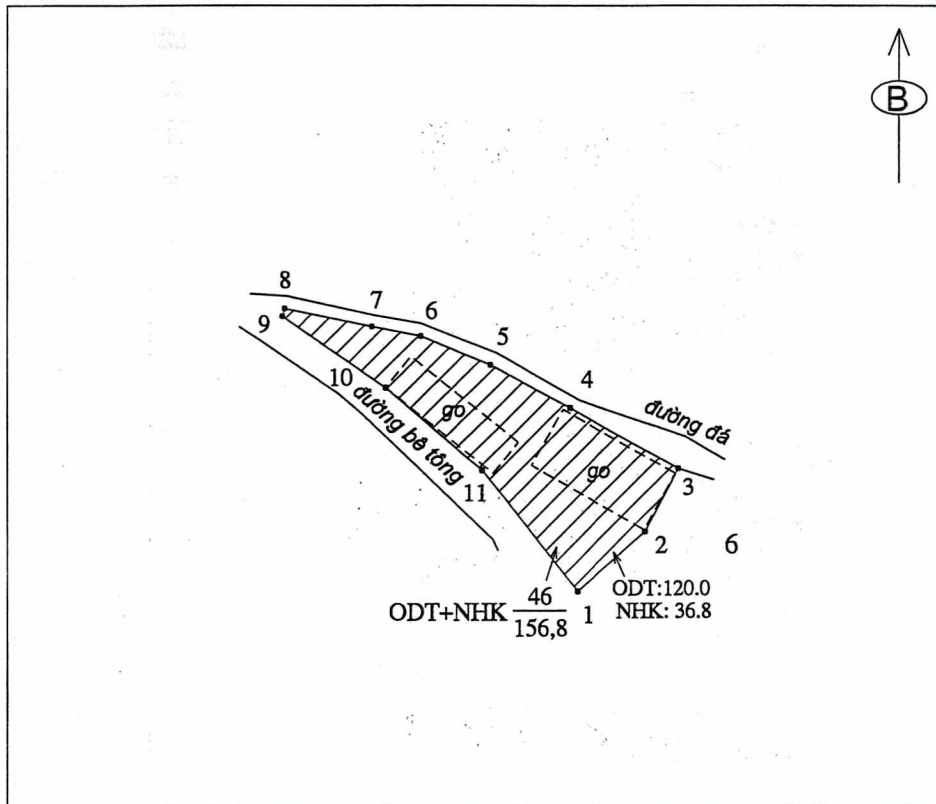 B
8
7
6
9
5
10
4
đường đá
go
go
đường bê tông
3
11
2
6
ODT+NHK 46/156,8
1
ODT:120.0
NHK: 36.8